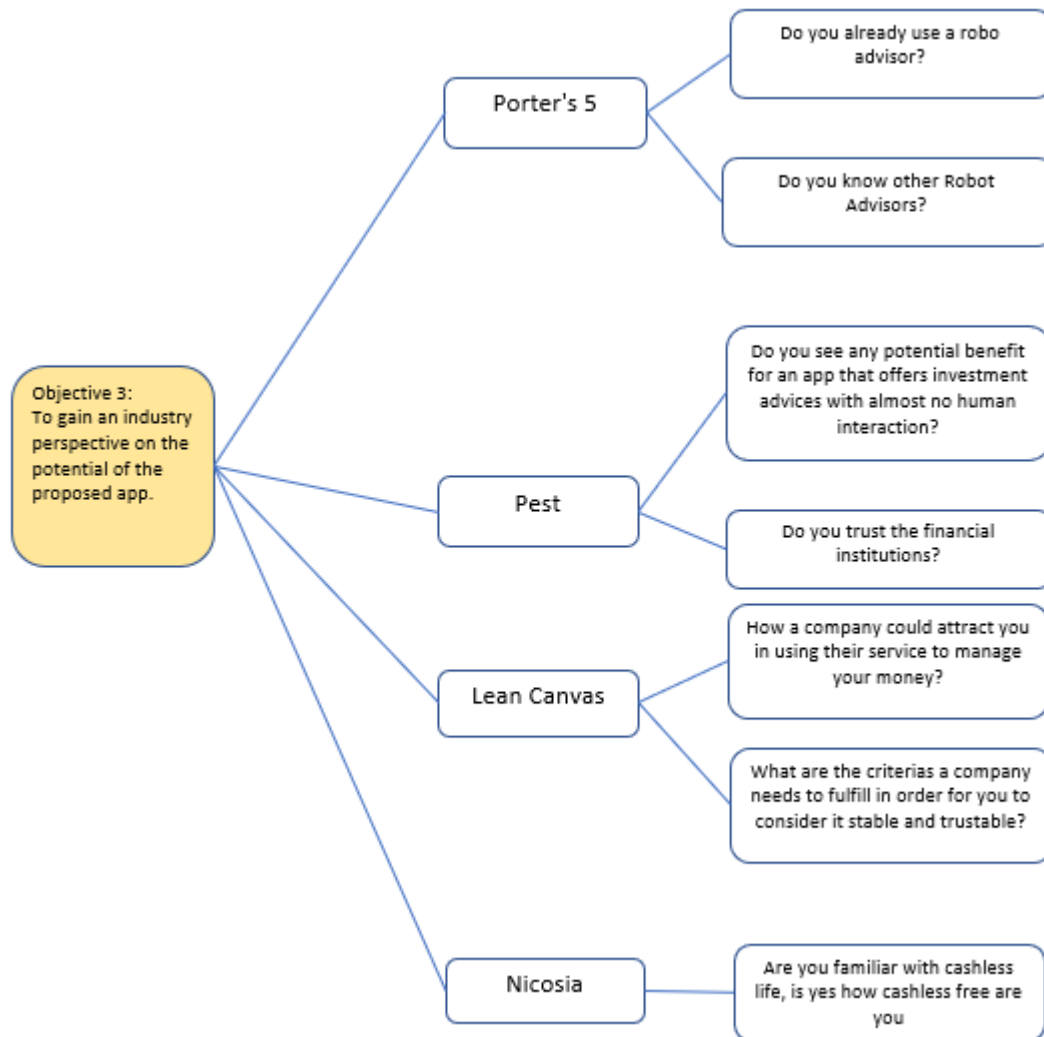 Do you already use a robo
advisor?
Porter's 5
Do you know other Robot
Advisors?
Do you see any potential benefit
for an app that offers investment
advices with almost no human
interaction?
Objective 3:
To gain an industry
perspective on the
potential of the
proposed app.
Pest
Do you trust the financial
institutions?
How a company could attract you
in using their service to manage
your money?
Lean Canvas
What are the criterias a company
needs to fulfill in order for you to
consider it stable and trustable?
Nicosia
Are you familiar with cashless
life, is yes how cashless free are
you